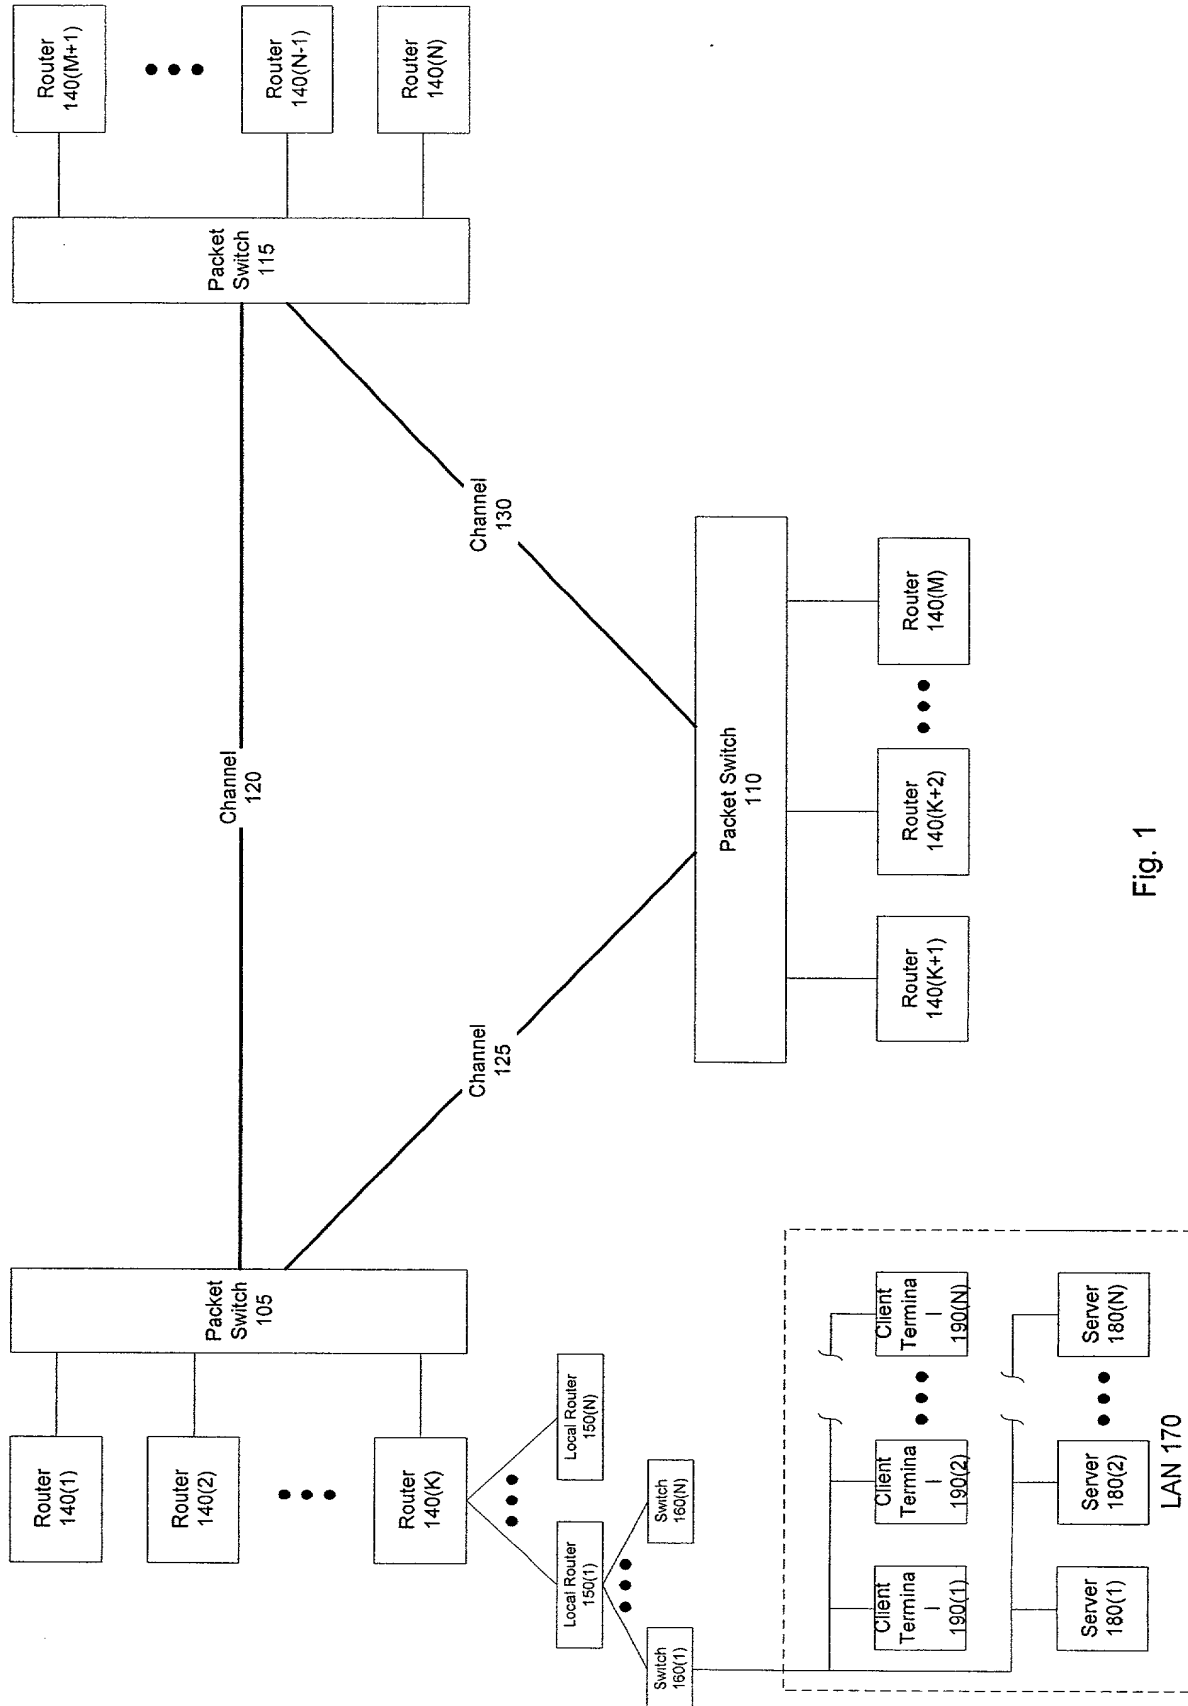 Router
140(1)
Router
140(2)
Router
140(K)
Packet
Switch
105
Channel
120
Packet
Switch
115
Router
140(M+1)
Router
140(N-1)
Router
140(N)
Channel
125
Channel
130
Local Router
150(1)
Local Router
150(N)
Switch
160(1)
Switch
160(N)
Packet Switch
110
Router
140(K+1)
Router
140(K+2)
Router
140(M)
Client
Termina
l
190(1)
Client
Termina
l
190(2)
Client
Termina
l
190(N)
Server
180(1)
Server
180(2)
Server
180(N)
LAN 170
Fig. 1